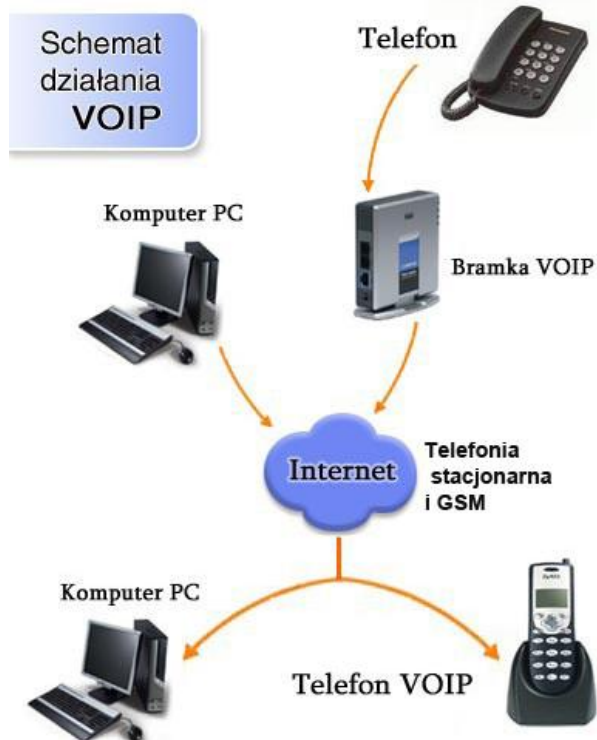 Schemat
działania
VOIP
Telefon
Komputer PC
Bramka VOIP
Internet
Telefonia
stacjonarna
i GSM
Komputer PC
Telefon VOIP